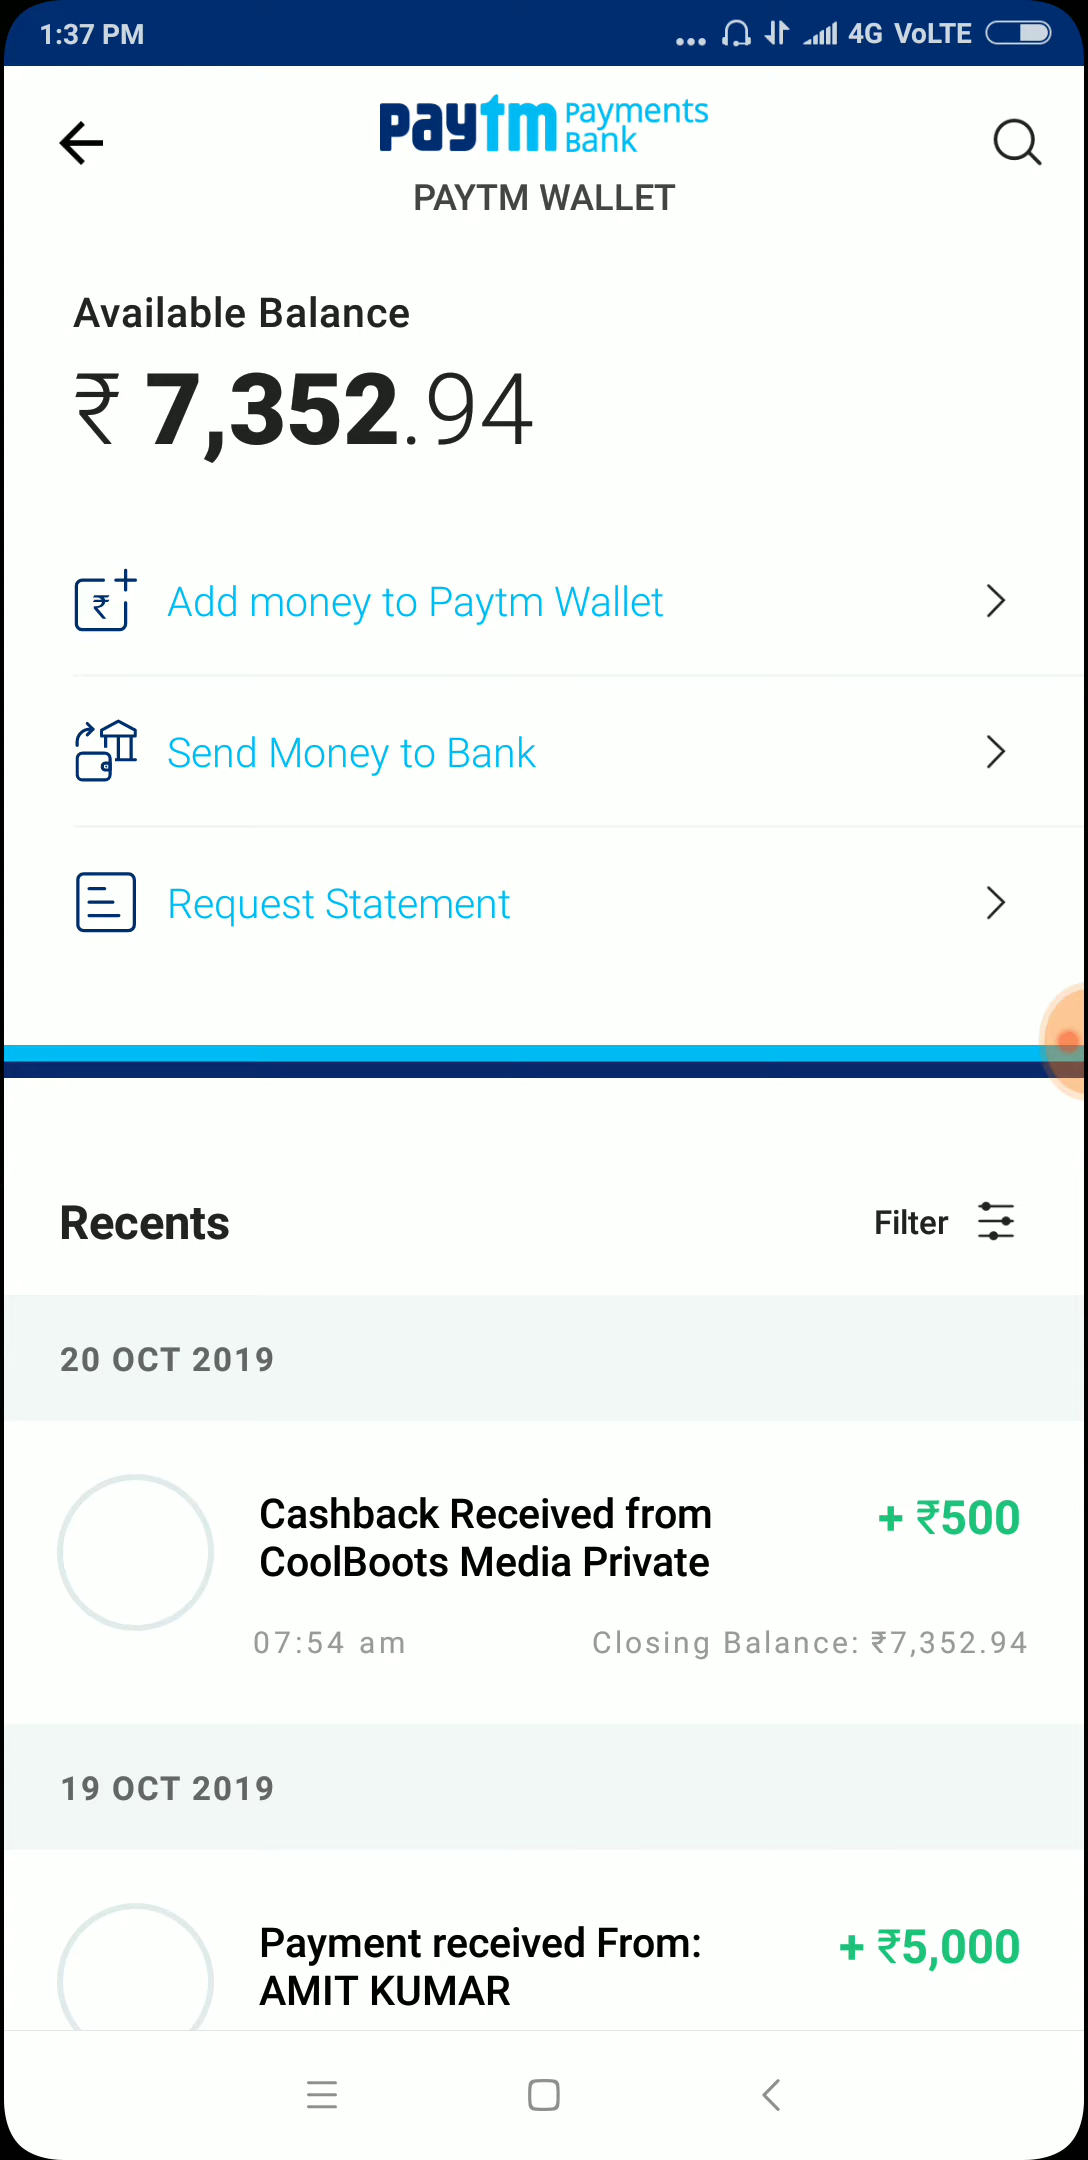 1:37 PM
... 4G VoLTE
paytm Payments Bank
PAYTM WALLET
Available Balance
₹ 7,352.94
Add money to Paytm Wallet
Send Money to Bank
Request Statement
Recents
Filter
20 OCT 2019
Cashback Received from
+ ₹500
CoolBoots Media Private
07:54 am
Closing Balance: ₹7,352.94
19 OCT 2019
Payment received From:
+ ₹5,000
AMIT KUMAR